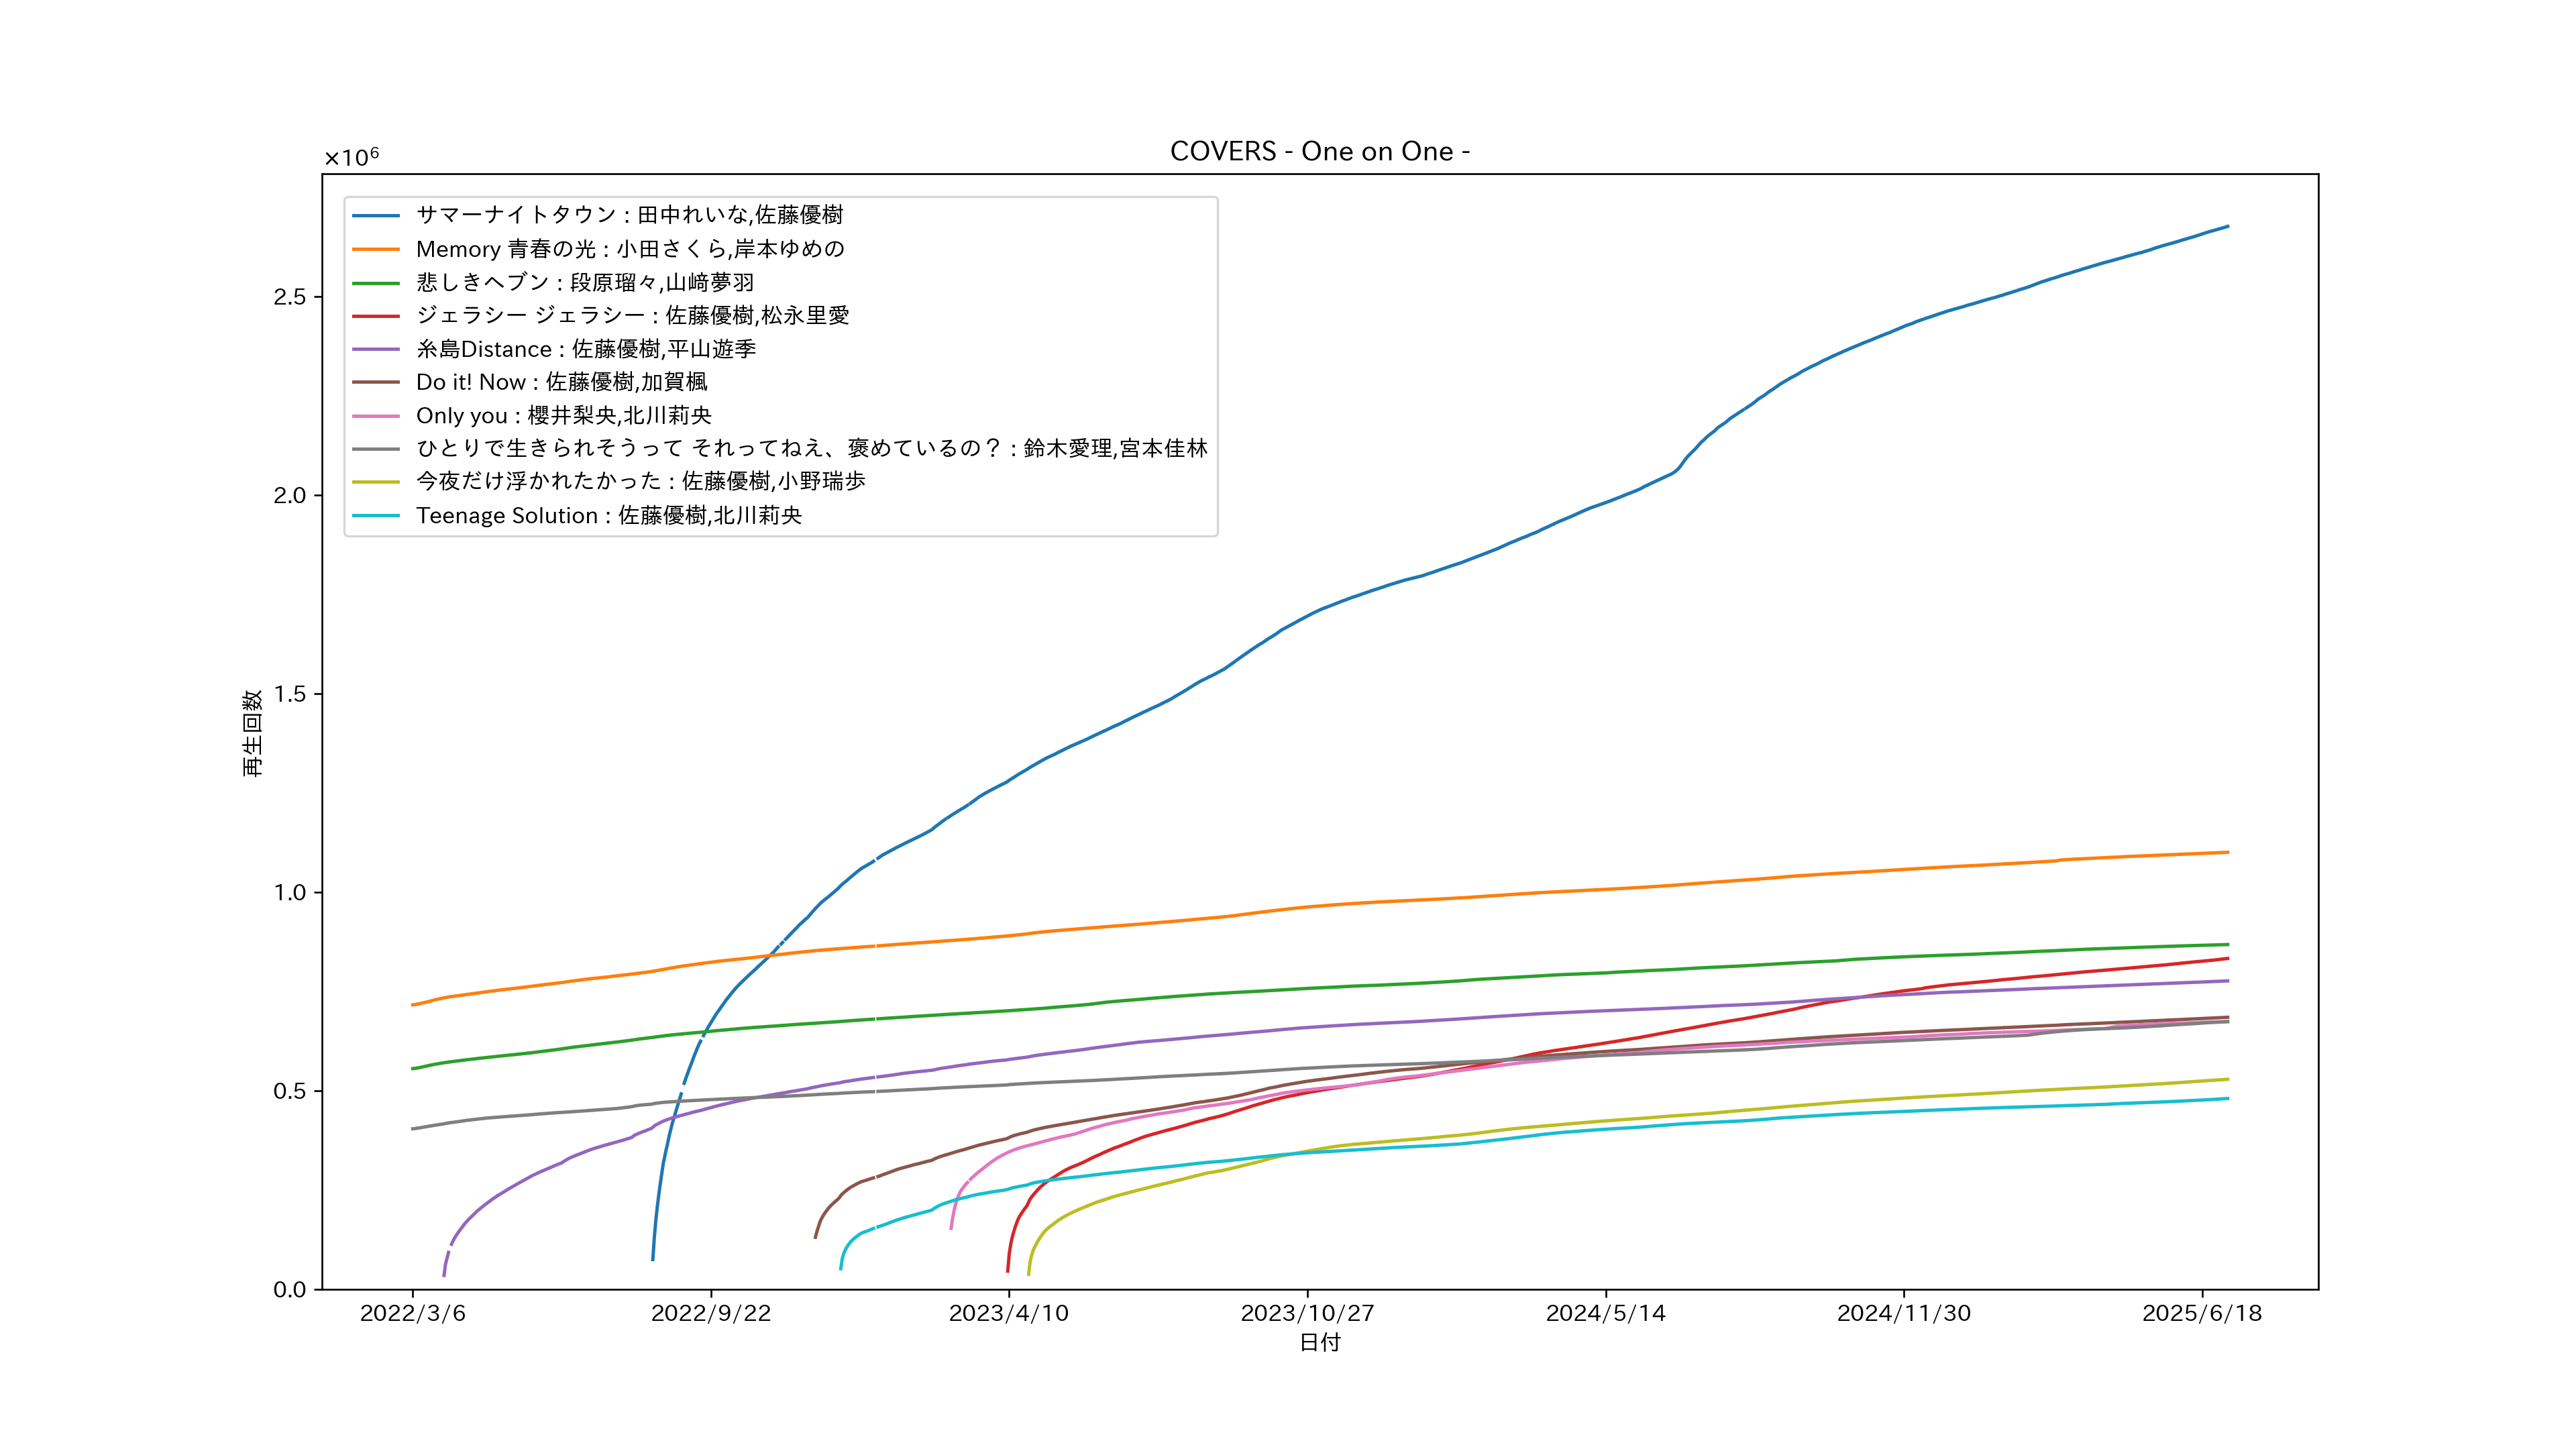 COVERS - One on One -
×10⁶
サマーナイトタウン : 田中れいな,佐藤優樹
Memory 青春の光 : 小田さくら,岸本ゆめの
悲しきヘブン : 段原瑠々,山﨑夢羽
ジェラシー ジェラシー : 佐藤優樹,松永里愛
糸島Distance : 佐藤優樹,平山遊季
Do it! Now : 佐藤優樹,加賀楓
Only you : 櫻井梨央,北川莉央
ひとりで生きられそうって それってねえ、褒めているの？ : 鈴木愛理,宮本佳林
今夜だけ浮かれたかった : 佐藤優樹,小野瑞歩
Teenage Solution : 佐藤優樹,北川莉央
2.5
2.0
1.5
1.0
0.5
0.0
再生回数
2022/3/6
2022/9/22
2023/4/10
2023/10/27
2024/5/14
2024/11/30
2025/6/18
日付